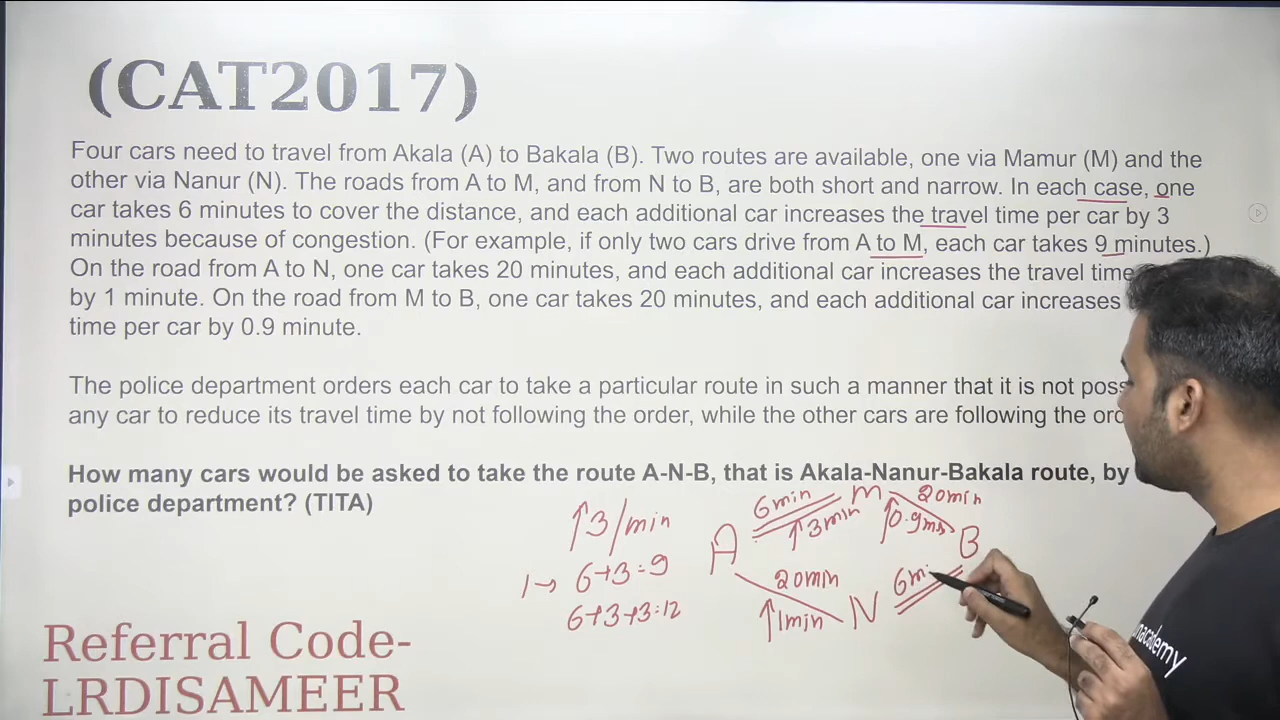 (CAT2017)
Four cars need to travel from Akala (A) to Bakala (B). Two routes are available, one via Mamur (M) and the
other via Nanur (N). The roads from A to M, and from N to B, are both short and narrow. In each case, one
car takes 6 minutes to cover the distance, and each additional car increases the travel time per car by 3
minutes because of congestion. (For example, if only two cars drive from A to M, each car takes 9 minutes.)
On the road from A to N, one car takes 20 minutes, and each additional car increases the travel time
by 1 minute. On the road from M to B, one car takes 20 minutes, and each additional car increases
time per car by 0.9 minute.
The police department orders each car to take a particular route in such a manner that it is not
any car to reduce its travel time by not following the order, while the other cars are following the
How many cars would be asked to take the route A-N-B, that is Akala-Nanur-Bakala route, by
police department? (TITA)
↑3/min
1→ 6+3=9
6+3+3=12
A
6min
↑3min
M
20min
↑0.9ms
B
20min
↑1min
N
6mi
Referral Code-
LRDISAMEER
nacademy